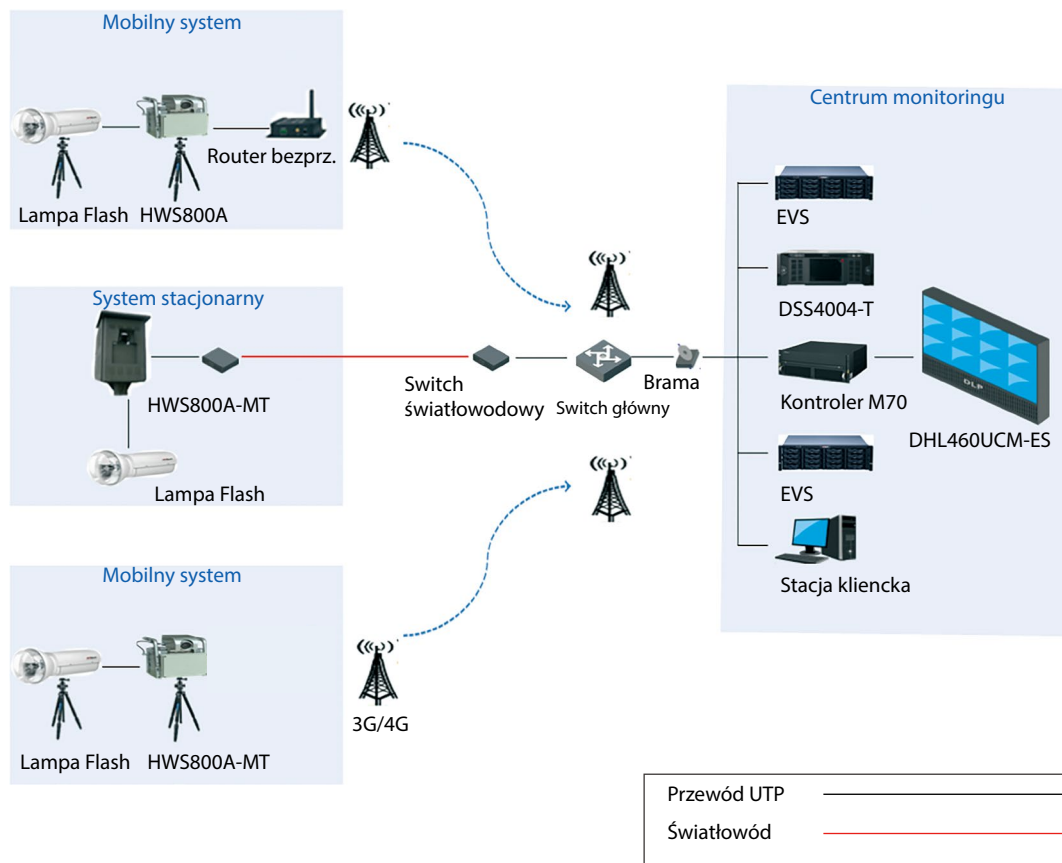 Mobilny system
Lampa Flash
HWS800A
Router bezprz.
System stacjonarny
HWS800A-MT
Lampa Flash
Switch
światłowodowy
Switch główny
Brama
Mobilny system
Lampa Flash
HWS800A-MT
3G/4G
Centrum monitoringu
EVS
DSS4004-T
Kontroler M70
DLP
DHL460UCM-ES
EVS
Stacja kliencka
Przewód UTP
Światłowód